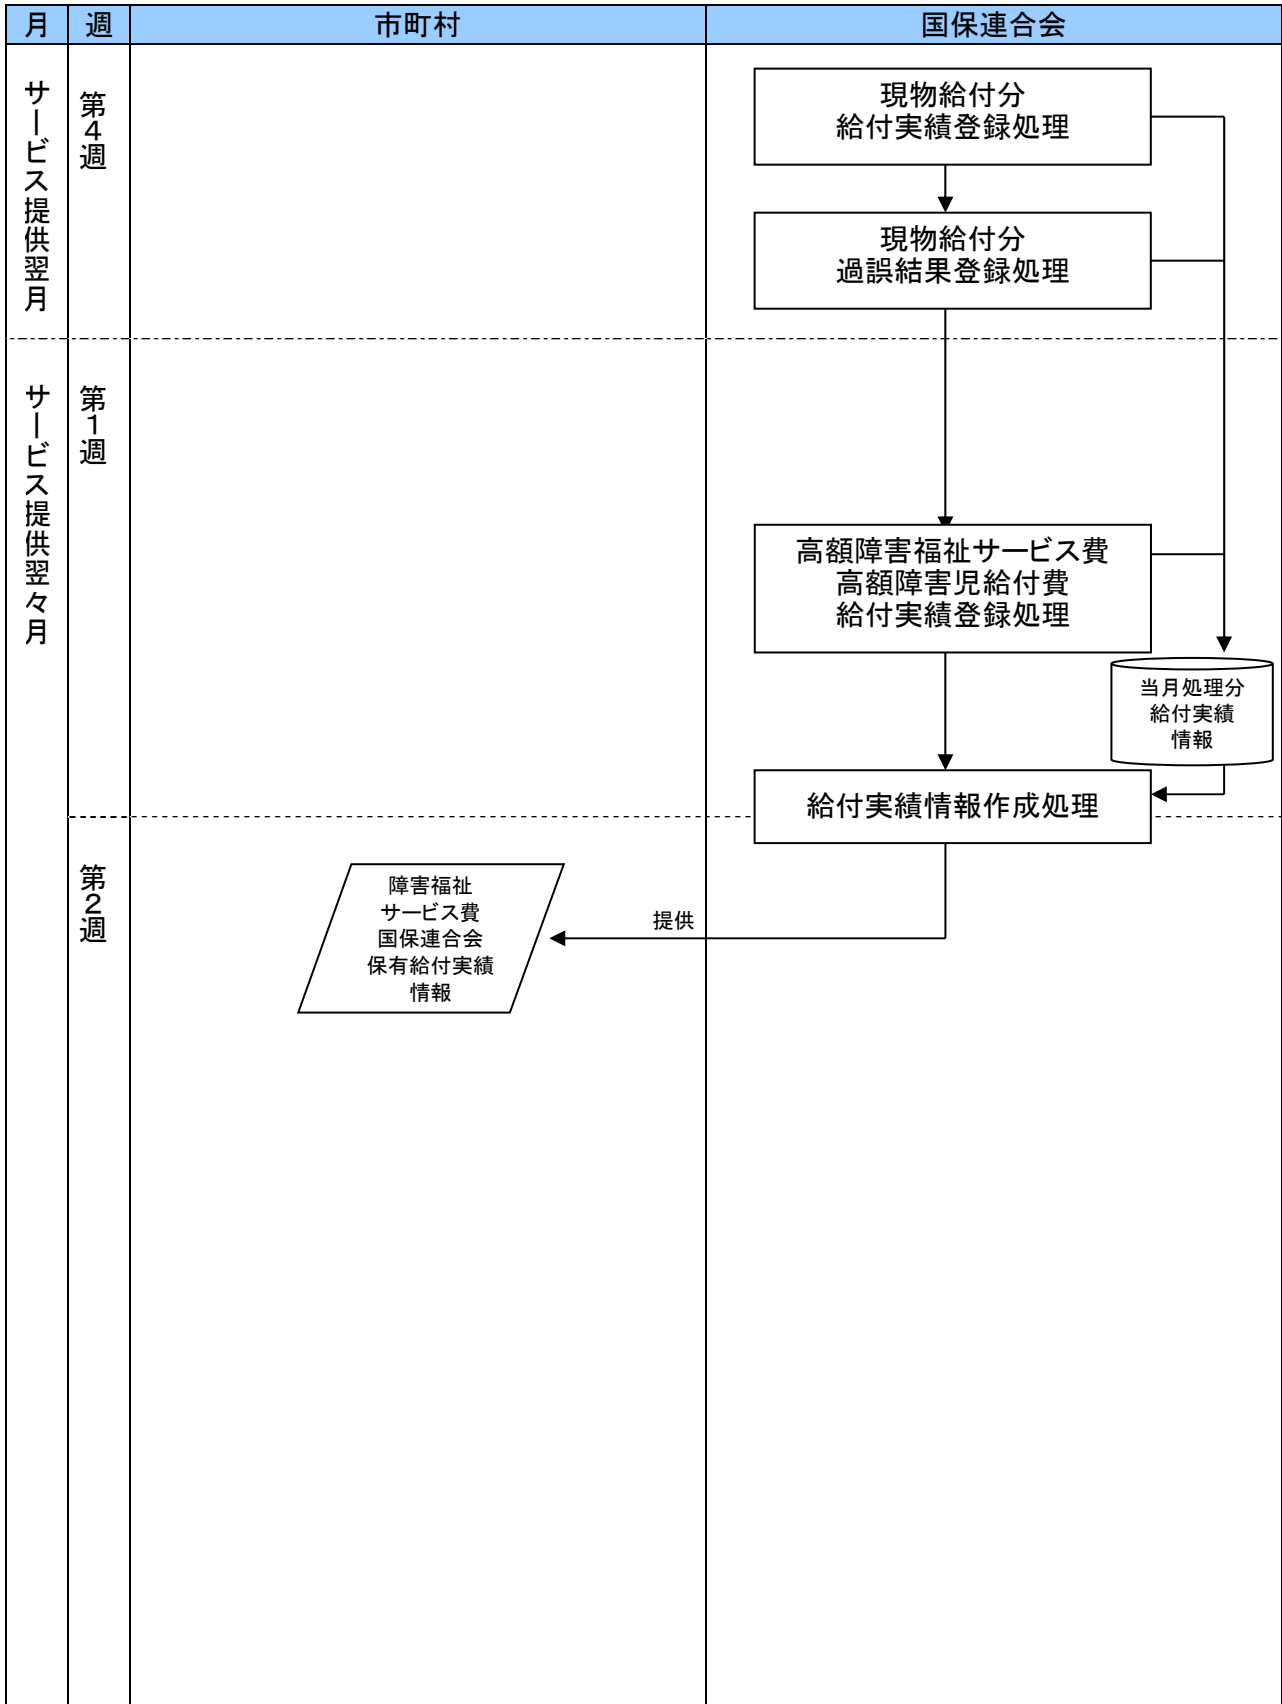 月
週
市町村
国保連合会
サービス提供翌月
第4週
現物給付分
給付実績登録処理
現物給付分
過誤結果登録処理
サービス提供翌々月
第1週
高額障害福祉サービス費
高額障害児給付費
給付実績登録処理
当月処理分
給付実績
情報
給付実績情報作成処理
第2週
障害福祉
サービス費
国保連合会
保有給付実績
情報
提供